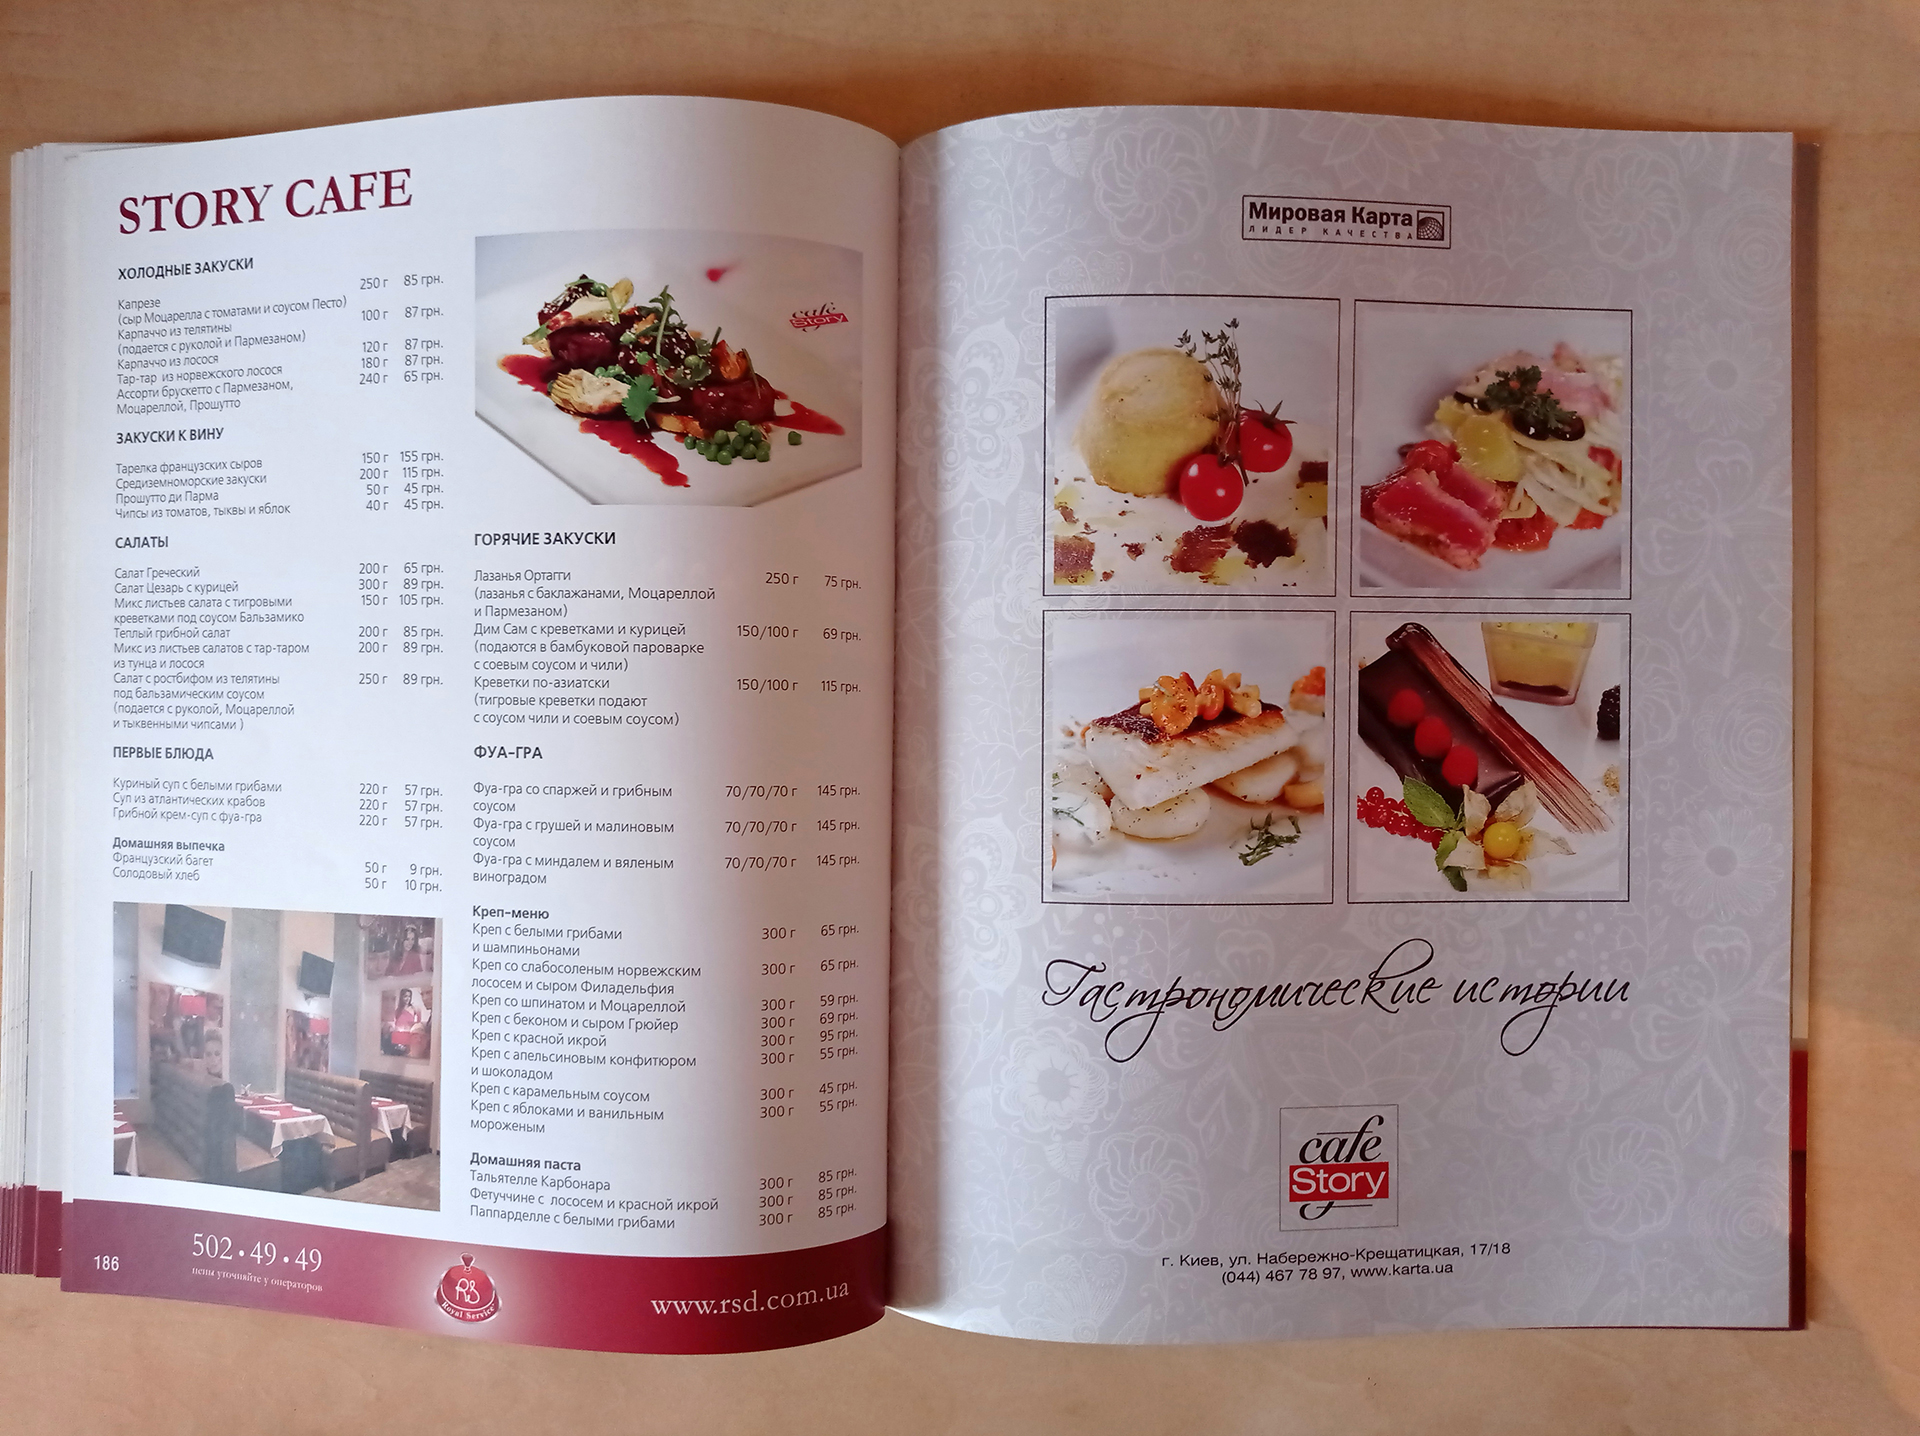 STORY CAFE
ХОЛОДНЫЕ ЗАКУСКИ
Капрезе 250 г 85 грн.
(сыр Моцарелла с томатами и соусом Песто)
Карпаччо из телятины 100 г 87 грн.
(подается с руколой и Пармезаном)
Карпаччо из лосося 120 г 87 грн.
Тар-тар из норвежского лосося 180 г 87 грн.
Ассорти брускетто с Пармезаном, 240 г 65 грн.
Моцареллой, Прошутто
ЗАКУСКИ К ВИНУ
Тарелка французских сыров 150 г 155 грн.
Средиземноморские закуски 200 г 115 грн.
Прошутто ди Парма 50 г 45 грн.
Чипсы из томатов, тыквы и яблок 40 г 45 грн.
САЛАТЫ
Салат Греческий 200 г 65 грн.
Салат Цезарь с курицей 300 г 89 грн.
Микс листьев салата с тигровыми 150 г 105 грн.
креветками под соусом Бальзамико
Теплый грибной салат 200 г 85 грн.
Микс из листьев салатов с тар-таром 200 г 89 грн.
из тунца и лосося
Салат с ростбифом из телятины 250 г 89 грн.
под бальзамическим соусом
(подается с руколой, Моцареллой
и тыквенными чипсами )
ПЕРВЫЕ БЛЮДА
Куриный суп с белыми грибами 220 г 57 грн.
Суп из атлантических крабов 220 г 57 грн.
Грибной крем-суп с фуа-гра 220 г 57 грн.
Домашняя выпечка
Французский багет 50 г 9 грн.
Солодовый хлеб 50 г 10 грн.
cafe
Story
ГОРЯЧИЕ ЗАКУСКИ
Лазанья Ортагги 250 г 75 грн.
(лазанья с баклажанами, Моцареллой
и Пармезаном)
Дим Сам с креветками и курицей 150/100 г 69 грн.
(подаются в бамбуковой пароварке
с соевым соусом и чили)
Креветки по-азиатски 150/100 г 115 грн.
(тигровые креветки подают
с соусом чили и соевым соусом)
ФУА-ГРА
Фуа-гра со спаржей и грибным 70/70/70 г 145 грн.
соусом
Фуа-гра с грушей и малиновым 70/70/70 г 145 грн.
соусом
Фуа-гра с миндалем и вяленым 70/70/70 г 145 грн.
виноградом
Креп-меню
Креп с белыми грибами 300 г 65 грн.
и шампиньонами
Креп со слабосоленым норвежским 300 г 65 грн.
лососем и сыром Филадельфия
Креп со шпинатом и Моцареллой 300 г 59 грн.
Креп с беконом и сыром Грюйер 300 г 69 грн.
Креп с красной икрой 300 г 95 грн.
Креп с апельсиновым конфитюром 300 г 55 грн.
и шоколадом
Креп с карамельным соусом 300 г 45 грн.
Креп с яблоками и ванильным 300 г 55 грн.
мороженым
Домашняя паста
Тальятелле Карбонара 300 г 85 грн.
Фетуччине с лососем и красной икрой 300 г 85 грн.
Паппарделле с белыми грибами 300 г 85 грн.
186
502•49•49
цены уточняйте у операторов
RS
Royal Service
www.rsd.com.ua
Мировая Карта
ЛИДЕР КАЧЕСТВА
Гастрономические истории
cafe
Story
г. Киев, ул. Набережно-Крещатицкая, 17/18
(044) 467 78 97, www.karta.ua